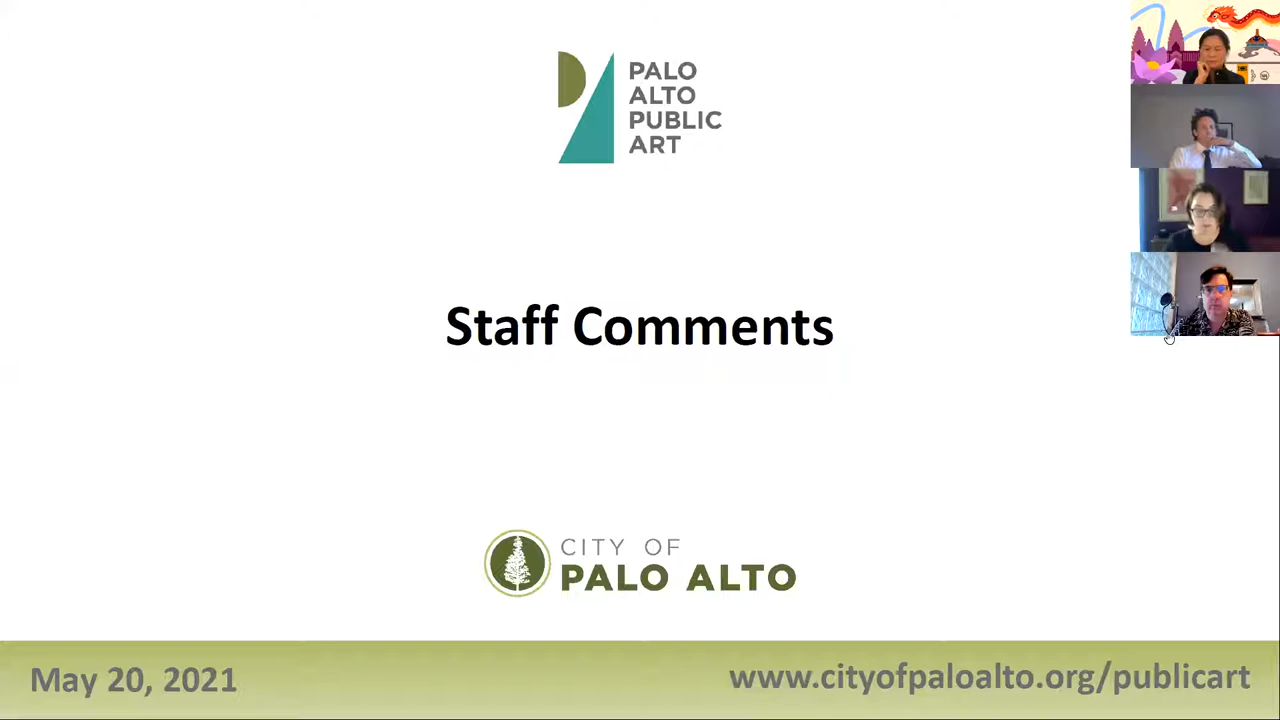 PALO
ALTO
PUBLIC
ART
Staff Comments
CITY OF
PALO ALTO
May 20, 2021
www.cityofpaloalto.org/publicart